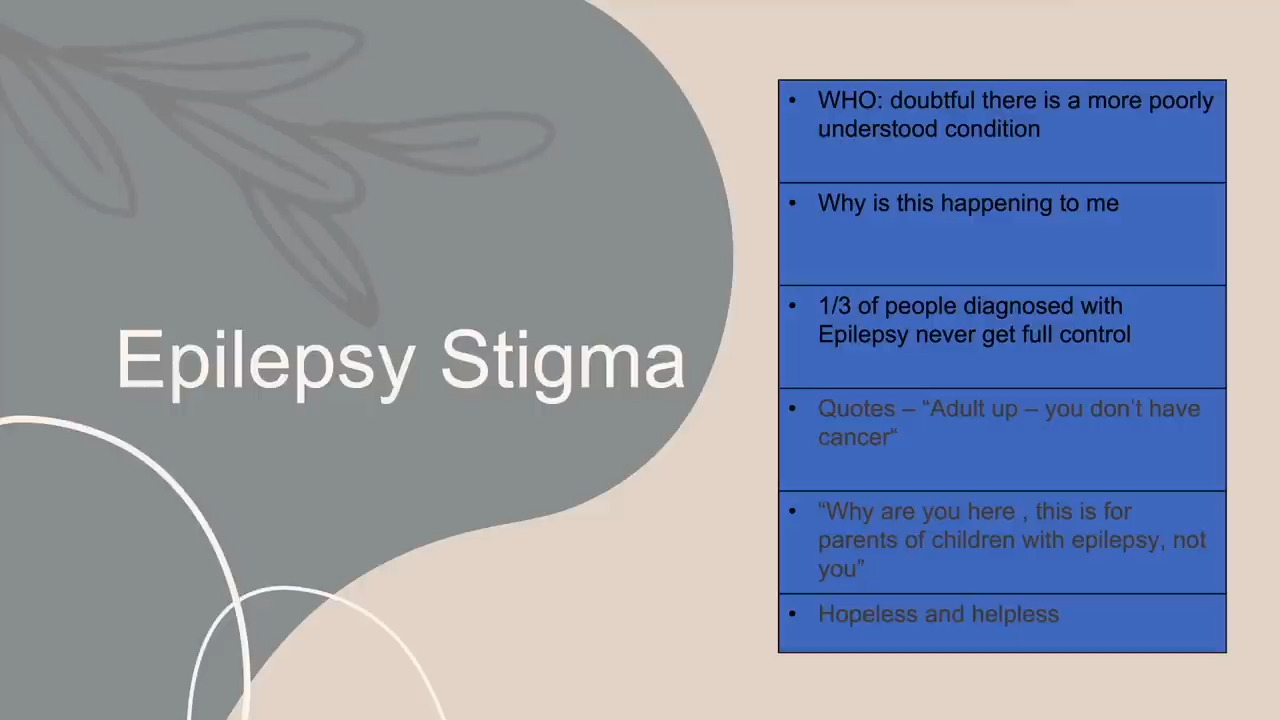 Epilepsy Stigma
• WHO: doubtful there is a more poorly
understood condition
• Why is this happening to me
• 1/3 of people diagnosed with
Epilepsy never get full control
• Quotes – “Adult up – you don’t have
cancer“
• “Why are you here , this is for
parents of children with epilepsy, not
you”
• Hopeless and helpless